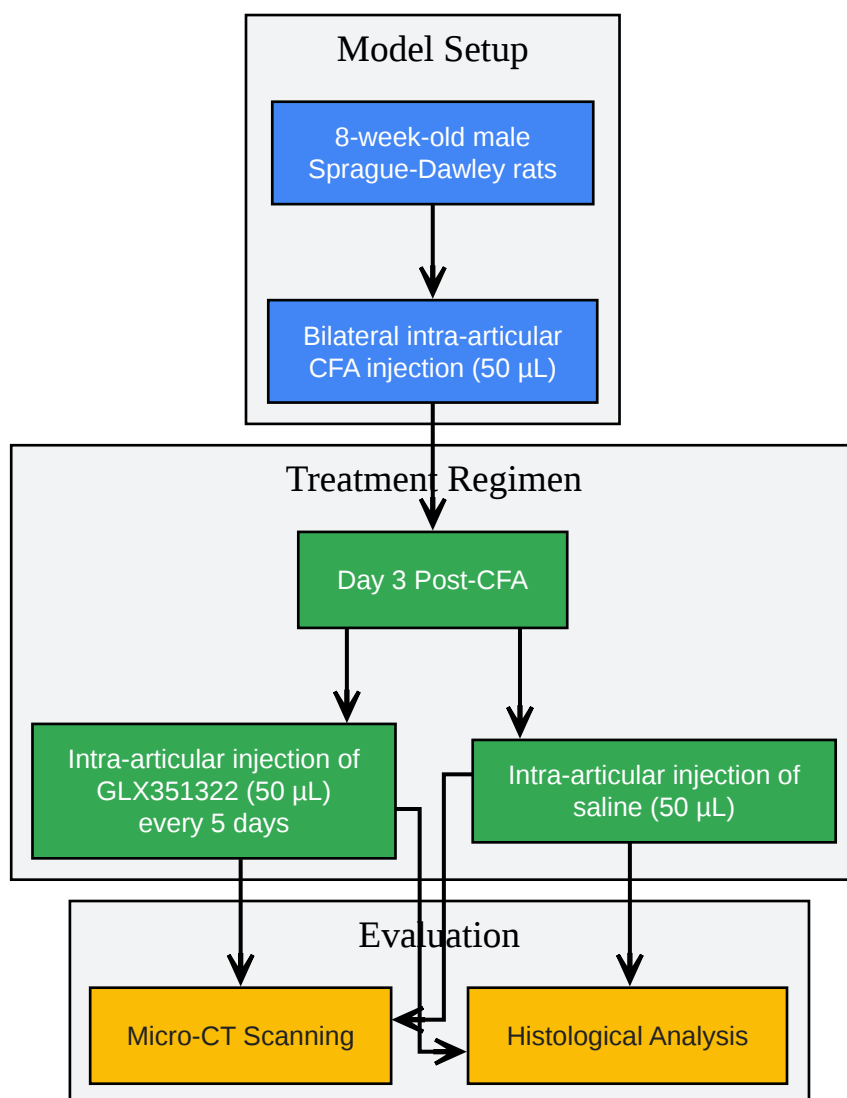 Model Setup
8-week-old male
Sprague-Dawley rats
Bilateral intra-articular
CFA injection (50 µL)
Treatment Regimen
Day 3 Post-CFA
Intra-articular injection of
GLX351322 (50 µL)
every 5 days
Intra-articular injection of
saline (50 µL)
Evaluation
Micro-CT Scanning
Histological Analysis